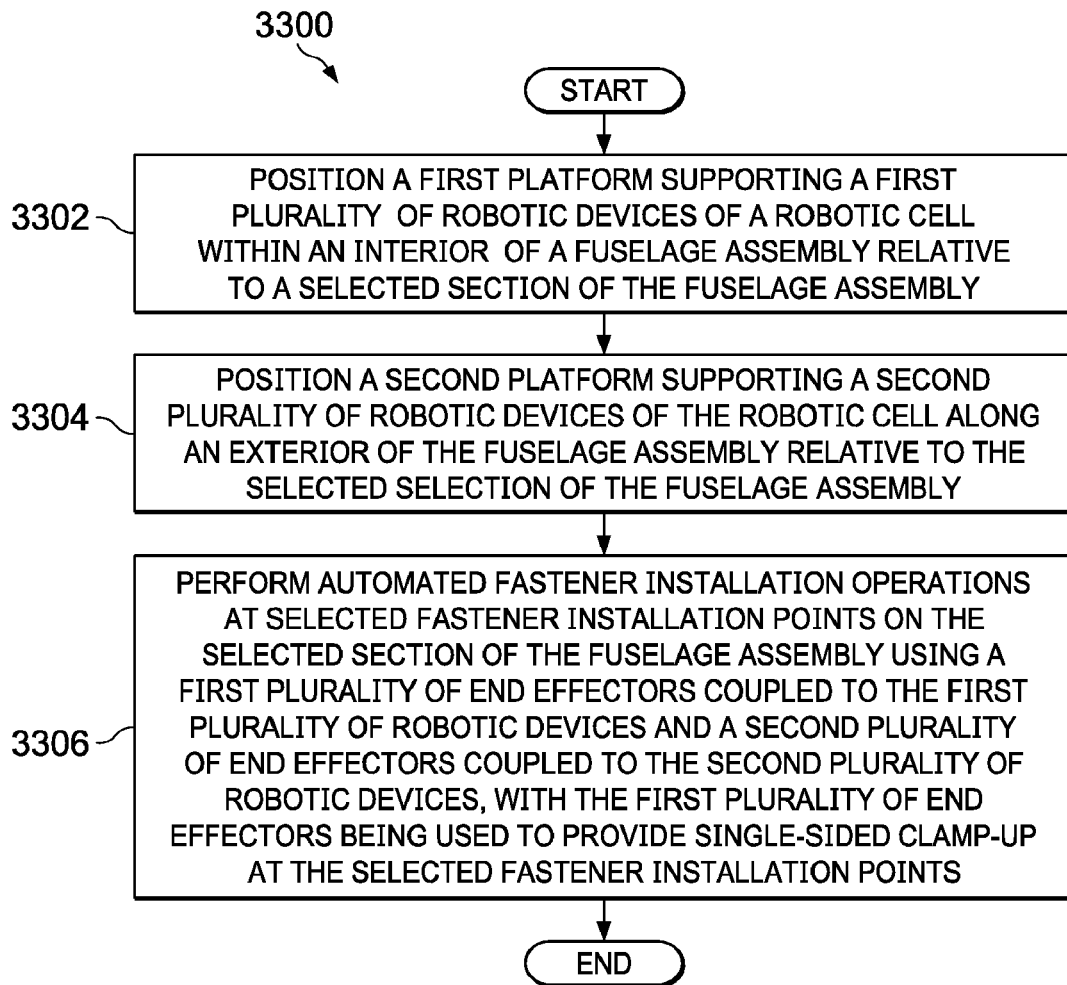 3300
START
3302
POSITION A FIRST PLATFORM SUPPORTING A FIRST
PLURALITY OF ROBOTIC DEVICES OF A ROBOTIC CELL
WITHIN AN INTERIOR OF A FUSELAGE ASSEMBLY RELATIVE
TO A SELECTED SECTION OF THE FUSELAGE ASSEMBLY
3304
POSITION A SECOND PLATFORM SUPPORTING A SECOND
PLURALITY OF ROBOTIC DEVICES OF THE ROBOTIC CELL ALONG
AN EXTERIOR OF THE FUSELAGE ASSEMBLY RELATIVE TO THE
SELECTED SELECTION OF THE FUSELAGE ASSEMBLY
3306
PERFORM AUTOMATED FASTENER INSTALLATION OPERATIONS
AT SELECTED FASTENER INSTALLATION POINTS ON THE
SELECTED SECTION OF THE FUSELAGE ASSEMBLY USING A
FIRST PLURALITY OF END EFFECTORS COUPLED TO THE FIRST
PLURALITY OF ROBOTIC DEVICES AND A SECOND PLURALITY
OF END EFFECTORS COUPLED TO THE SECOND PLURALITY OF
ROBOTIC DEVICES, WITH THE FIRST PLURALITY OF END
EFFECTORS BEING USED TO PROVIDE SINGLE-SIDED CLAMP-UP
AT THE SELECTED FASTENER INSTALLATION POINTS
END